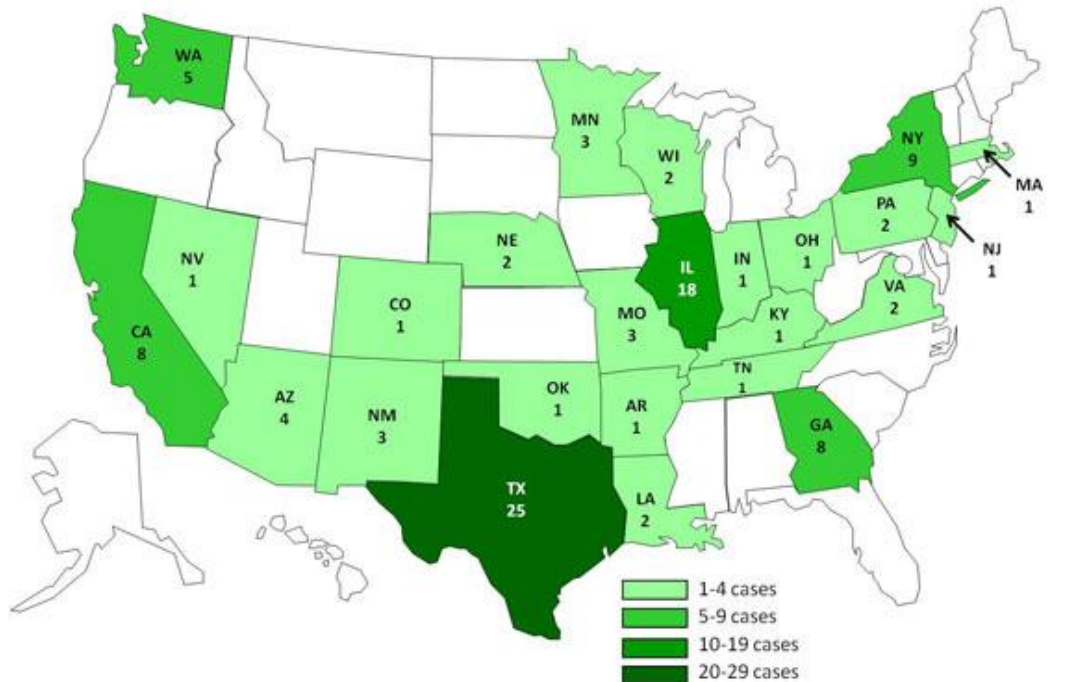 WA
5
MN
3
NY
9
WI
2
MA
1
PA
2
NE
2
OH
1
NJ
1
NV
1
IN
1
IL
18
VA
2
CO
1
MO
3
KY
1
CA
8
TN
1
OK
1
AZ
4
AR
1
NM
3
GA
8
TX
25
LA
2
1-4 cases
5-9 cases
10-19 cases
20-29 cases